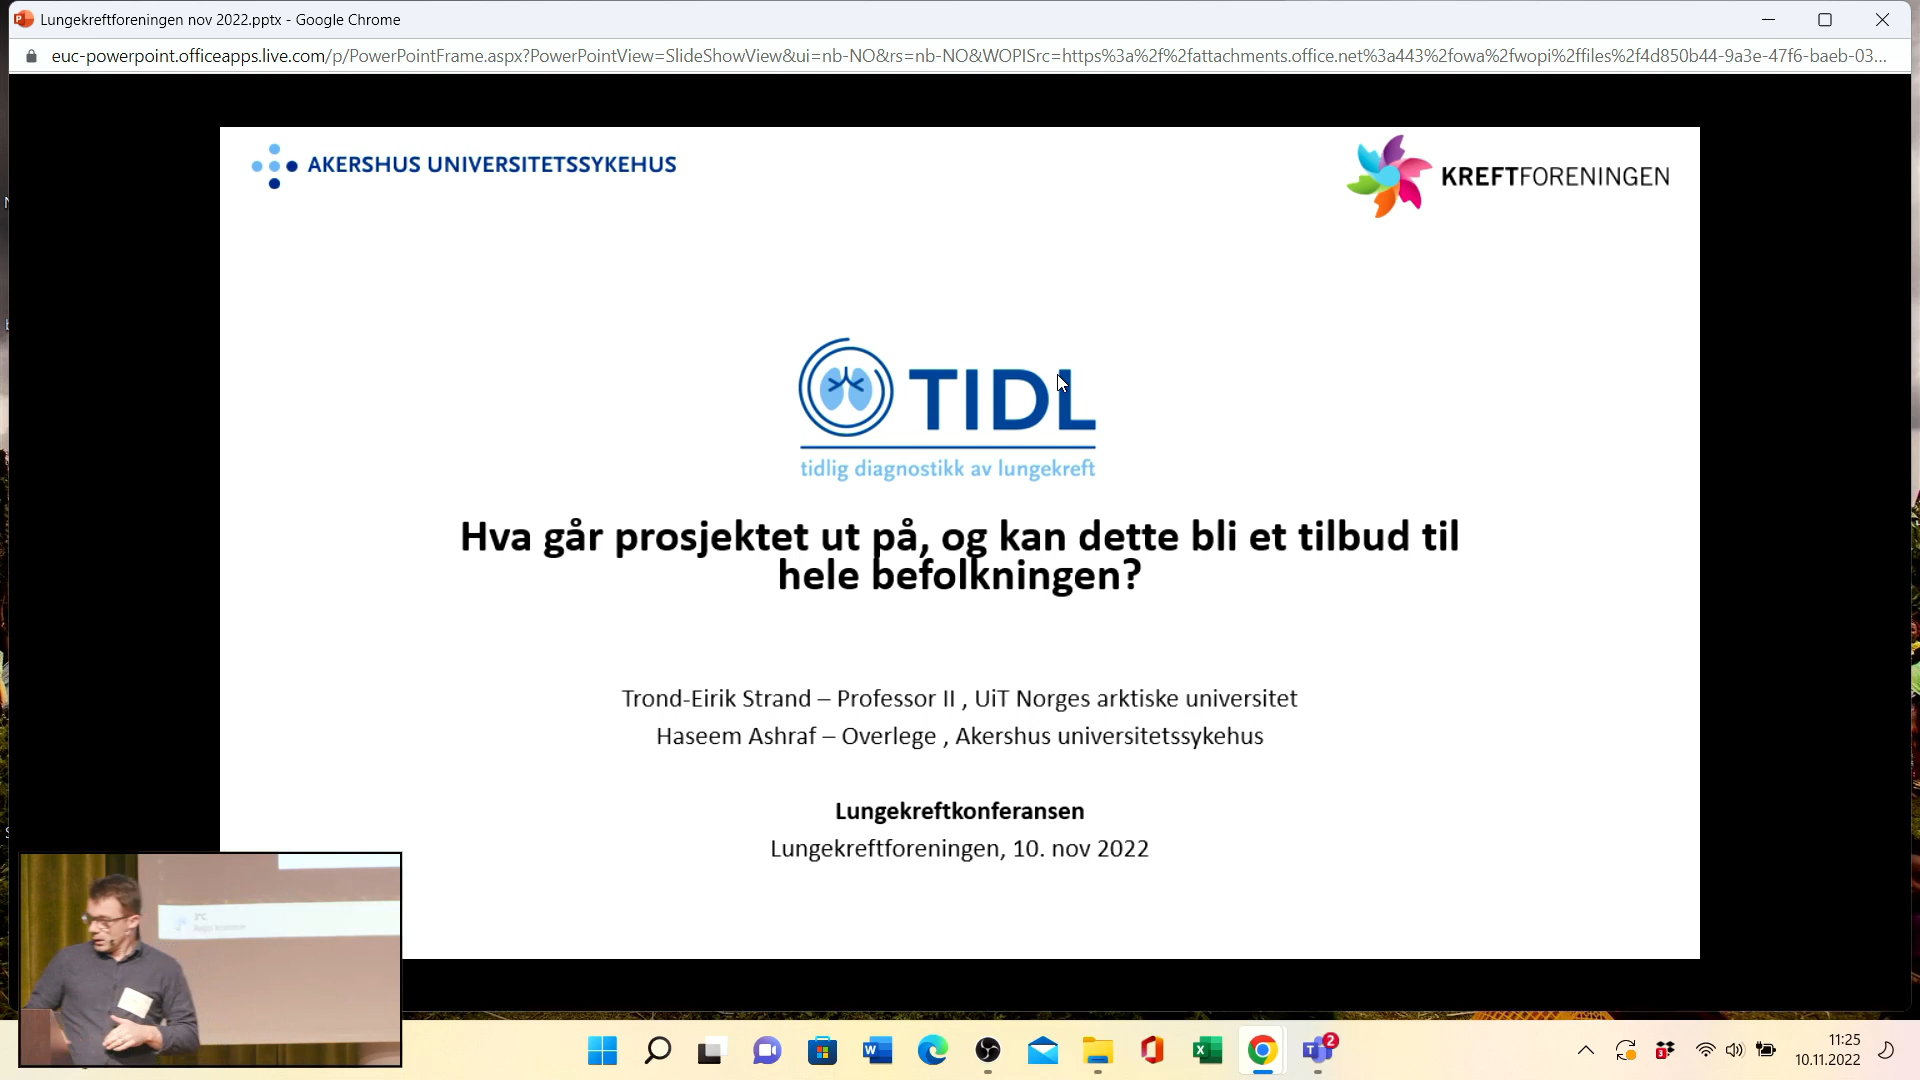 Lungekreftforeningen nov 2022.pptx - Google Chrome
euc-powerpoint.officeapps.live.com/p/PowerPointFrame.aspx?PowerPointView=SlideShowView&ui=nb-NO&rs=nb-NO&WOPISrc=https%3a%2f%2fattachments.office.net%3a443%2fowa%2fwopi%2ffiles%2f4d850b44-9a3e-47f6-baeb-03...
AKERSHUS UNIVERSITETSSYKEHUS
KREFTFORENINGEN
TIDL
tidlig diagnostikk av lungekreft
Hva går prosjektet ut på, og kan dette bli et tilbud til
hele befolkningen?
Trond-Eirik Strand – Professor II , UiT Norges arktiske universitet
Haseem Ashraf – Overlege , Akershus universitetssykehus
Lungekreftkonferansen
Lungekreftforeningen, 10. nov 2022
2
3
11:25
10.11.2022